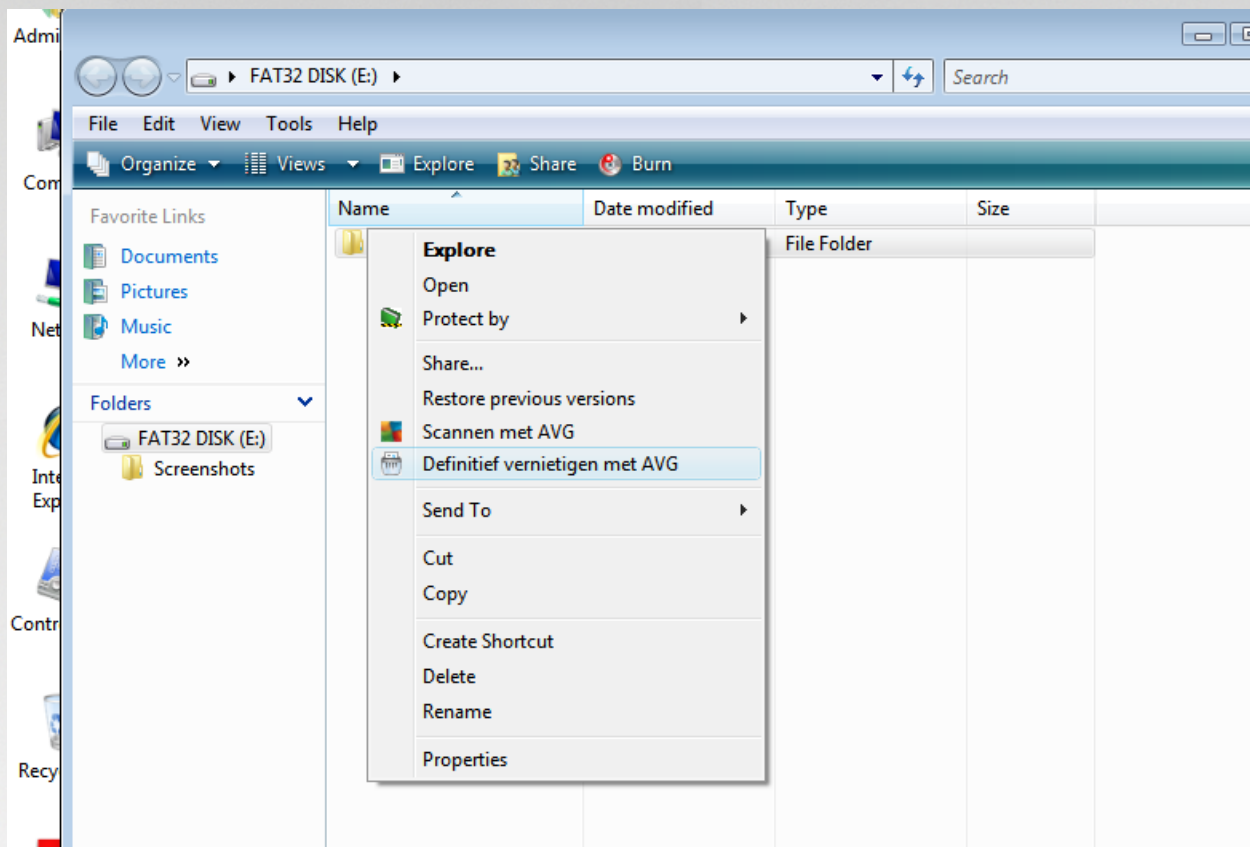 Admi
FAT32 DISK (E:)
Search
File Edit View Tools Help
Organize Views Explore Share Burn
Com
Favorite Links
Name Date modified Type Size
File Folder
Documents
Pictures
Music
More »
Net
Folders
FAT32 DISK (E:)
Screenshots
Inte
Exp
Contr
Recy
Explore
Open
Protect by
Share...
Restore previous versions
Scannen met AVG
Definitief vernietigen met AVG
Send To
Cut
Copy
Create Shortcut
Delete
Rename
Properties